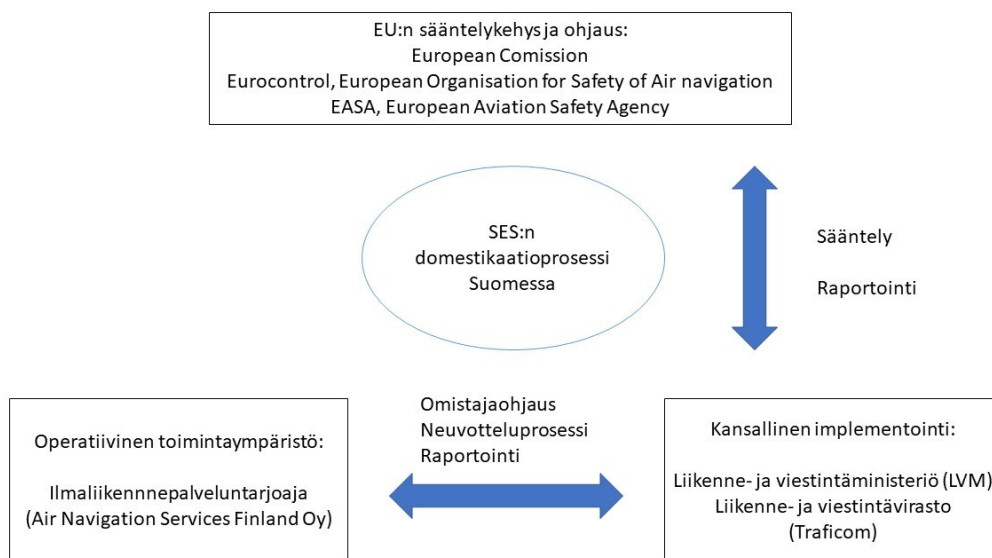 EU:n sääntelykehys ja ohjaus:
European Comission
Eurocontrol, European Organisation for Safety of Air navigation
EASA, European Aviation Safety Agency
SES:n
domestikaatioprosessi
Suomessa
Sääntely
Raportointi
Operatiivinen toimintaympäristö:
Ilmaliikennnepalveluntarjoaja
(Air Navigation Services Finland Oy)
Omistajaohjaus
Neuvotteluprosessi
Raportointi
Kansallinen implementointi:
Liikenne- ja viestintäministeriö (LVM)
Liikenne- ja viestintävirasto
(Traficom)